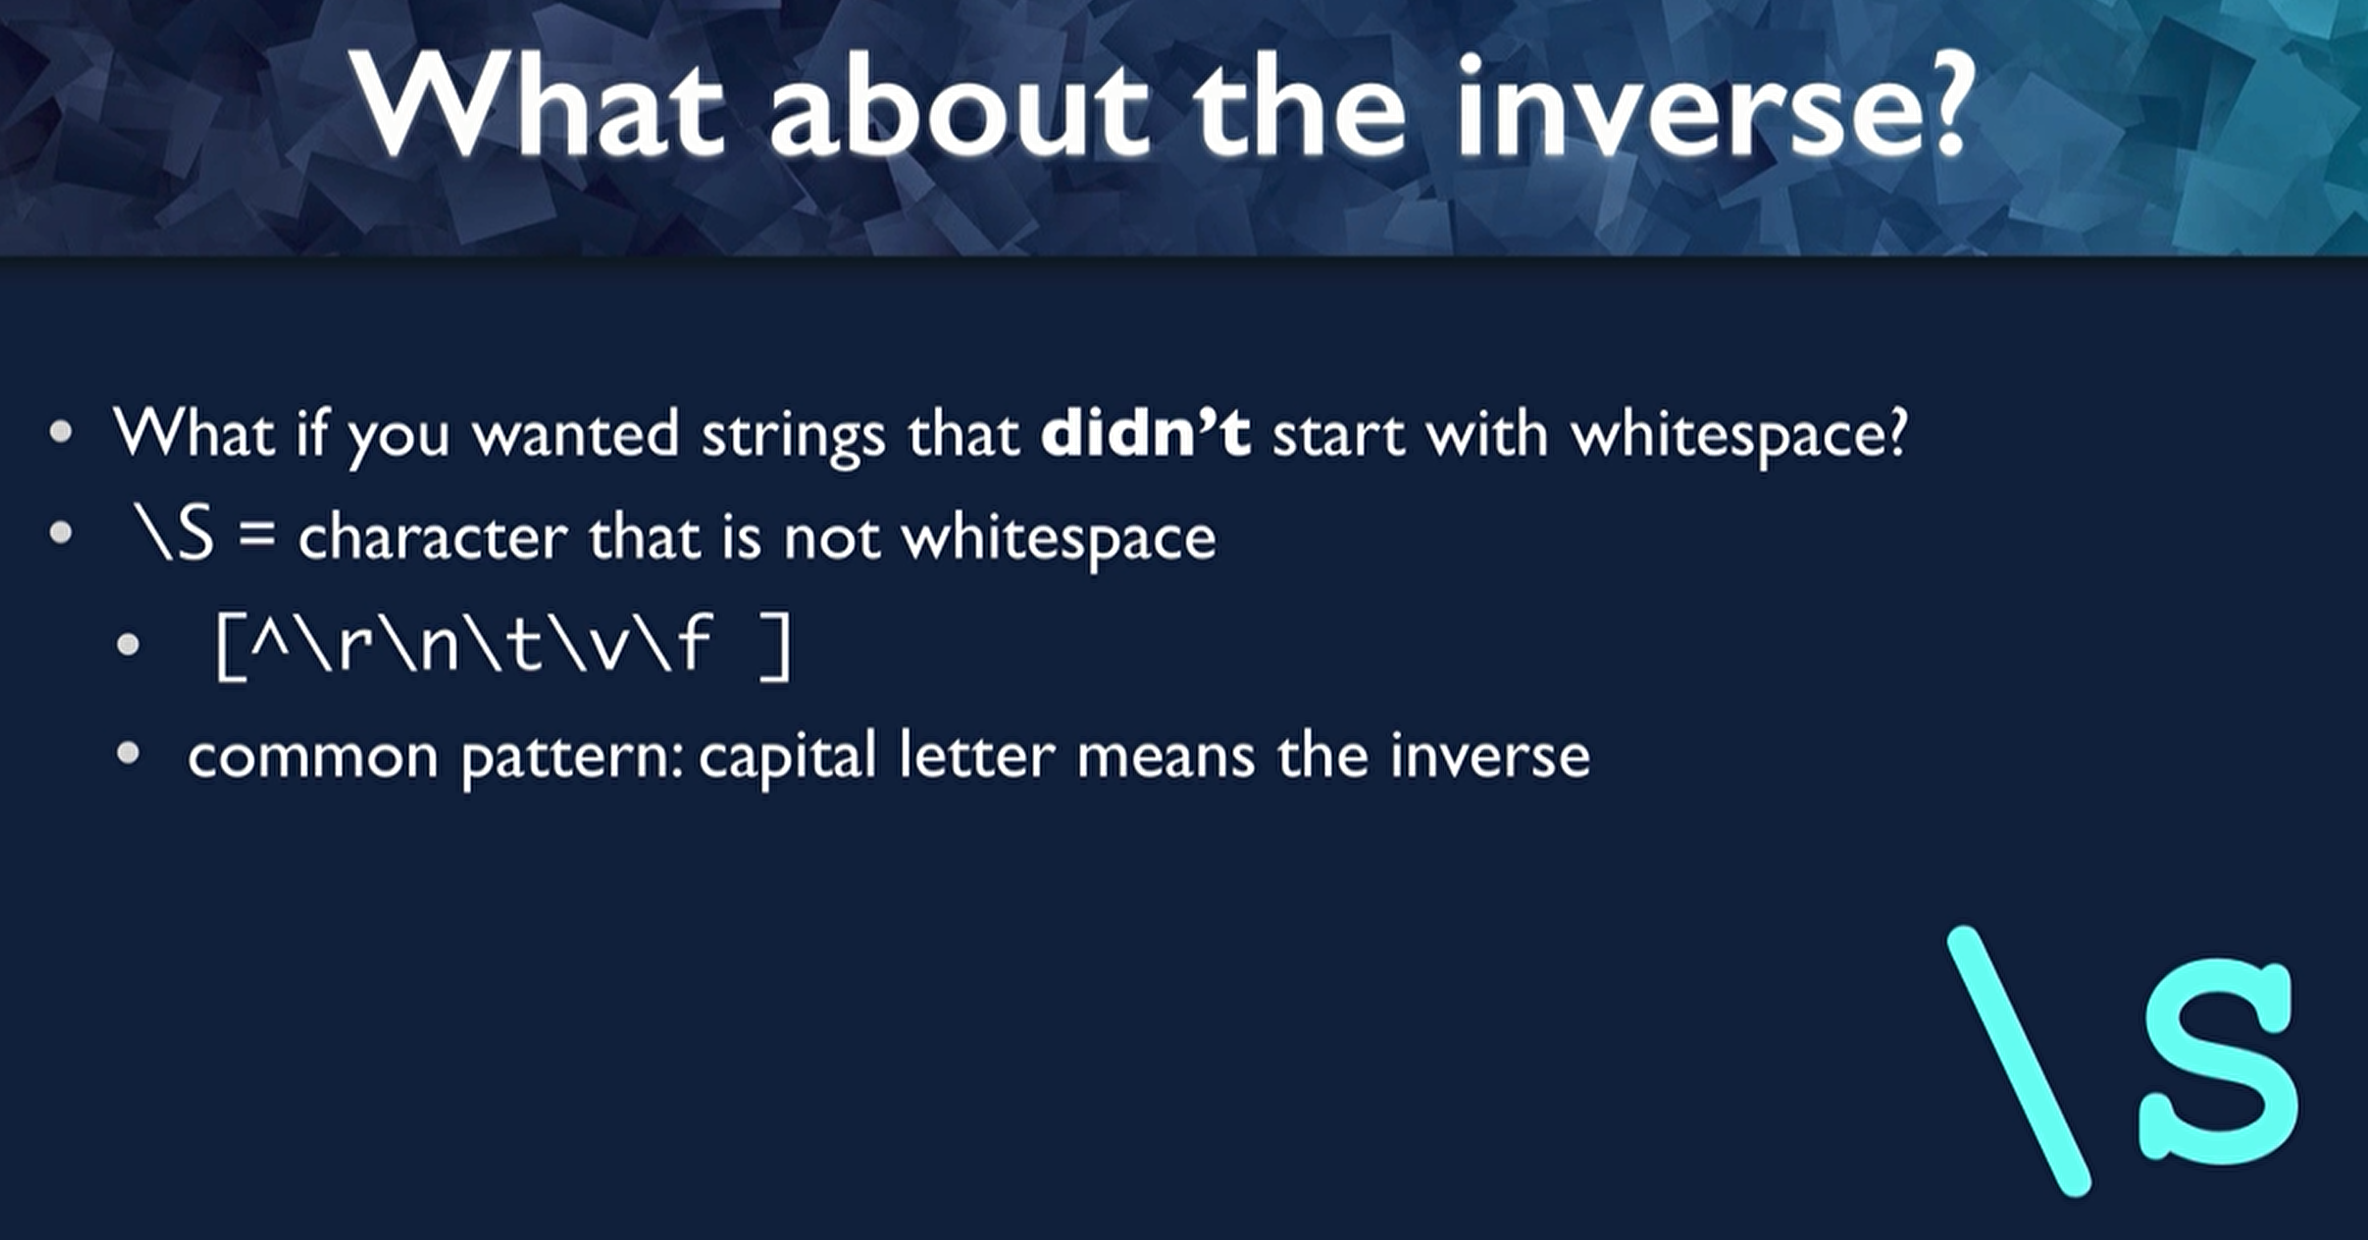 What about the inverse?
• What if you wanted strings that didn’t start with whitespace?
• \S = character that is not whitespace
• [^\r\n\t\v\f ]
• common pattern: capital letter means the inverse
\S